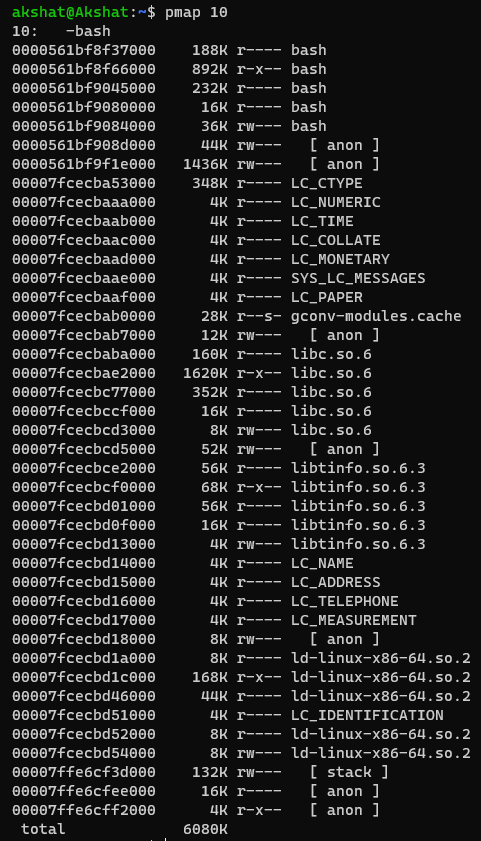 akshat@Akshat:~$ pmap 10
10:   -bash
0000561bf8f37000    188K r---- bash
0000561bf8f66000    892K r-x-- bash
0000561bf9045000    232K r---- bash
0000561bf9080000     16K r---- bash
0000561bf9084000     36K rw--- bash
0000561bf908d000     44K rw---   [ anon ]
0000561bf9f1e000   1436K rw---   [ anon ]
00007fcecba53000    348K r---- LC_CTYPE
00007fcecbaaa000      4K r---- LC_NUMERIC
00007fcecbaab000      4K r---- LC_TIME
00007fcecbaac000      4K r---- LC_COLLATE
00007fcecbaad000      4K r---- LC_MONETARY
00007fcecbaae000      4K r---- SYS_LC_MESSAGES
00007fcecbaaf000      4K r---- LC_PAPER
00007fcecbab0000     28K r--s- gconv-modules.cache
00007fcecbab7000     12K rw---   [ anon ]
00007fcecbaba000    160K r---- libc.so.6
00007fcecbae2000   1620K r-x-- libc.so.6
00007fcecbc77000    352K r---- libc.so.6
00007fcecbccf000     16K r---- libc.so.6
00007fcecbcd3000      8K rw--- libc.so.6
00007fcecbcd5000     52K rw---   [ anon ]
00007fcecbce2000     56K r---- libtinfo.so.6.3
00007fcecbcf0000     68K r-x-- libtinfo.so.6.3
00007fcecbd01000     56K r---- libtinfo.so.6.3
00007fcecbd0f000     16K r---- libtinfo.so.6.3
00007fcecbd13000      4K rw--- libtinfo.so.6.3
00007fcecbd14000      4K r---- LC_NAME
00007fcecbd15000      4K r---- LC_ADDRESS
00007fcecbd16000      4K r---- LC_TELEPHONE
00007fcecbd17000      4K r---- LC_MEASUREMENT
00007fcecbd18000      8K rw---   [ anon ]
00007fcecbd1a000      8K r---- ld-linux-x86-64.so.2
00007fcecbd1c000    168K r-x-- ld-linux-x86-64.so.2
00007fcecbd46000     44K r---- ld-linux-x86-64.so.2
00007fcecbd51000      4K r---- LC_IDENTIFICATION
00007fcecbd52000      8K r---- ld-linux-x86-64.so.2
00007fcecbd54000      8K rw--- ld-linux-x86-64.so.2
00007ffe6cf3d000    132K rw---   [ stack ]
00007ffe6cfee000     16K r----   [ anon ]
00007ffe6cff2000      4K r-x--   [ anon ]
 total             6080K